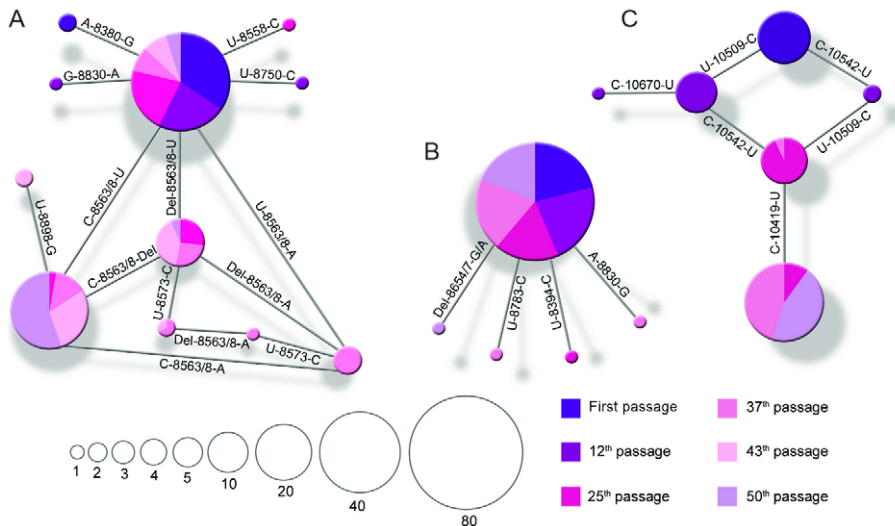 A
A-8380-G
U-8558-C
G-8830-A
U-8750-C
C-8563/8-U
Del-8563/8-U
U-8563/8-A
U-8898-G
C-8563/8-Del
U-8573-C
Del-8563/8-A
Del-8563/8-A
U-8573-C
C-8563/8-A
B
Del-8654/7-G/A
U-8783-C
U-8394-C
A-8830-G
C
U-10509-C
C-10542-U
C-10670-U
C-10542-U
U-10509-C
C-10419-U
1 2 3 4 5 10 20 40 80
First passage
12th passage
25th passage
37th passage
43th passage
50th passage